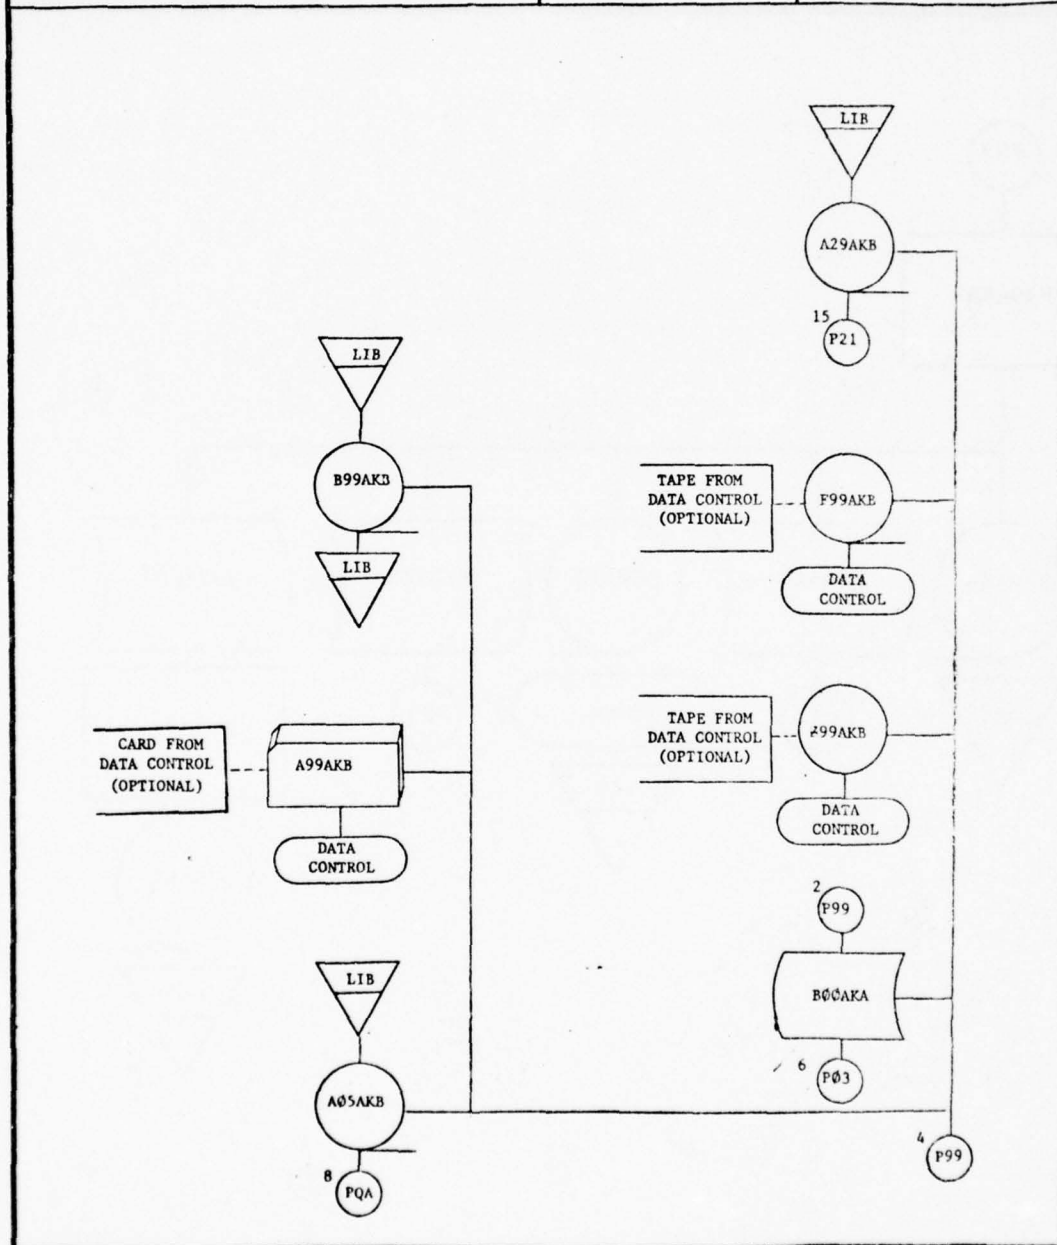 LIB
A29AKB
15
P21
LIB
B99AKB
LIB
TAPE FROM
DATA CONTROL
(OPTIONAL)
F99AKB
DATA
CONTROL
CARD FROM
DATA CONTROL
(OPTIONAL)
A99AKB
DATA
CONTROL
TAPE FROM
DATA CONTROL
(OPTIONAL)
DATA
CONTROL
2
P99
BØØAKA
6
PØ3
LIB
AØ5AKB
8
PQA
4
P99